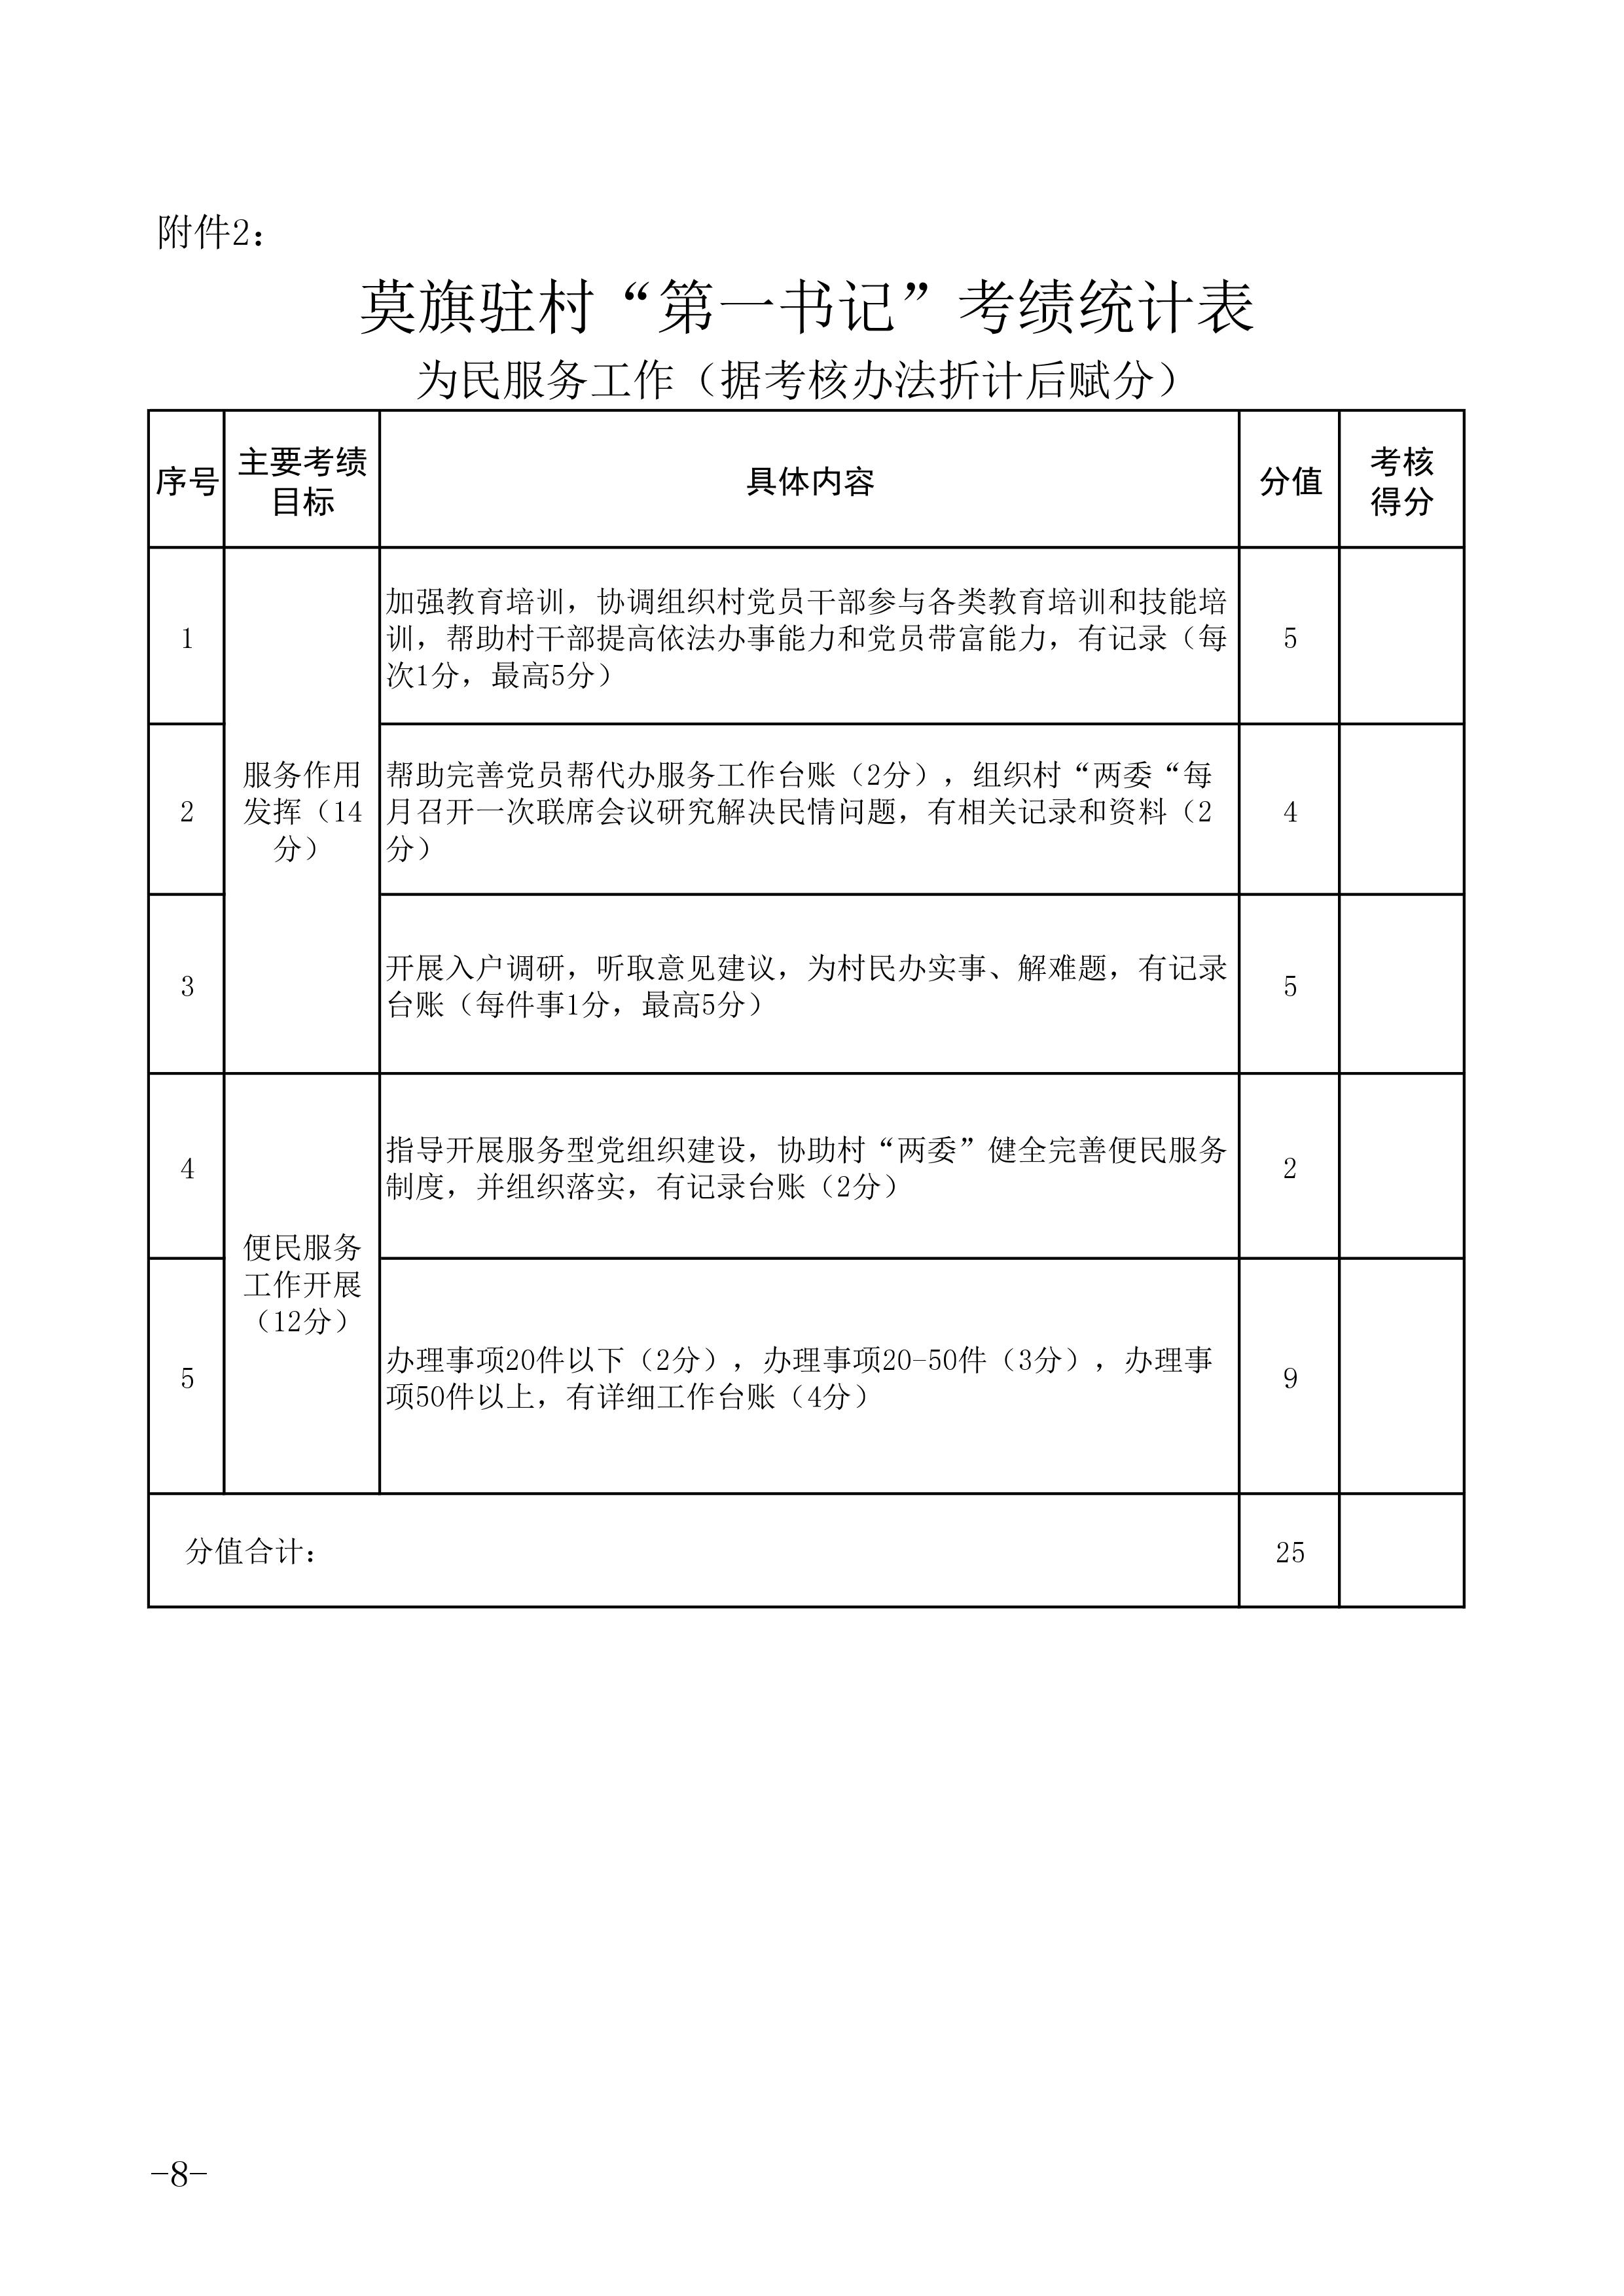 附件2：
莫旗驻村“第一书记”考绩统计表
为民服务工作（据考核办法折计后赋分）
序号
主要考绩
目标
具体内容
分值
考核
得分
1
服务作用
发挥（14
分）
加强教育培训，协调组织村党员干部参与各类教育培训和技能培
训，帮助村干部提高依法办事能力和党员带富能力，有记录（每
次1分，最高5分）
5
2
帮助完善党员帮代办服务工作台账（2分），组织村“两委“每
月召开一次联席会议研究解决民情问题，有相关记录和资料（2
分）
4
3
开展入户调研，听取意见建议，为村民办实事、解难题，有记录
台账（每件事1分，最高5分）
5
4
便民服务
工作开展
（12分）
指导开展服务型党组织建设，协助村“两委”健全完善便民服务
制度，并组织落实，有记录台账（2分）
2
5
办理事项20件以下（2分），办理事项20-50件（3分），办理事
项50件以上，有详细工作台账（4分）
9
分值合计：
25
-8-